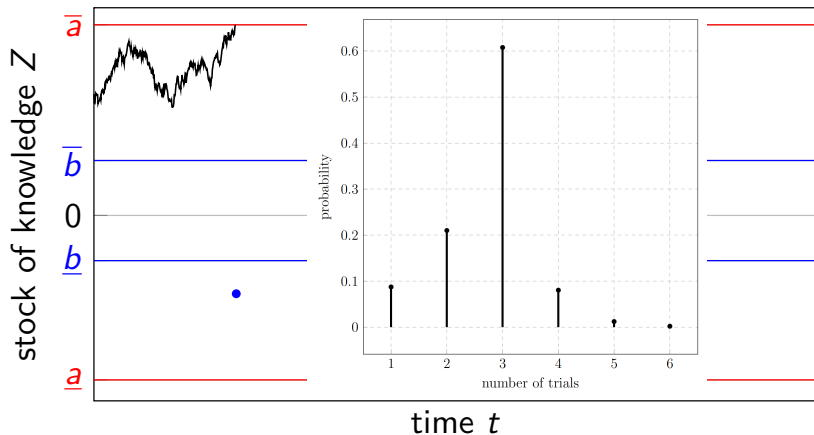 stock of knowledge Z
a̅
b̅
0
b̲
a̲
time t
probability
0.6
0.5
0.4
0.3
0.2
0.1
0
1 2 3 4 5 6
number of trials